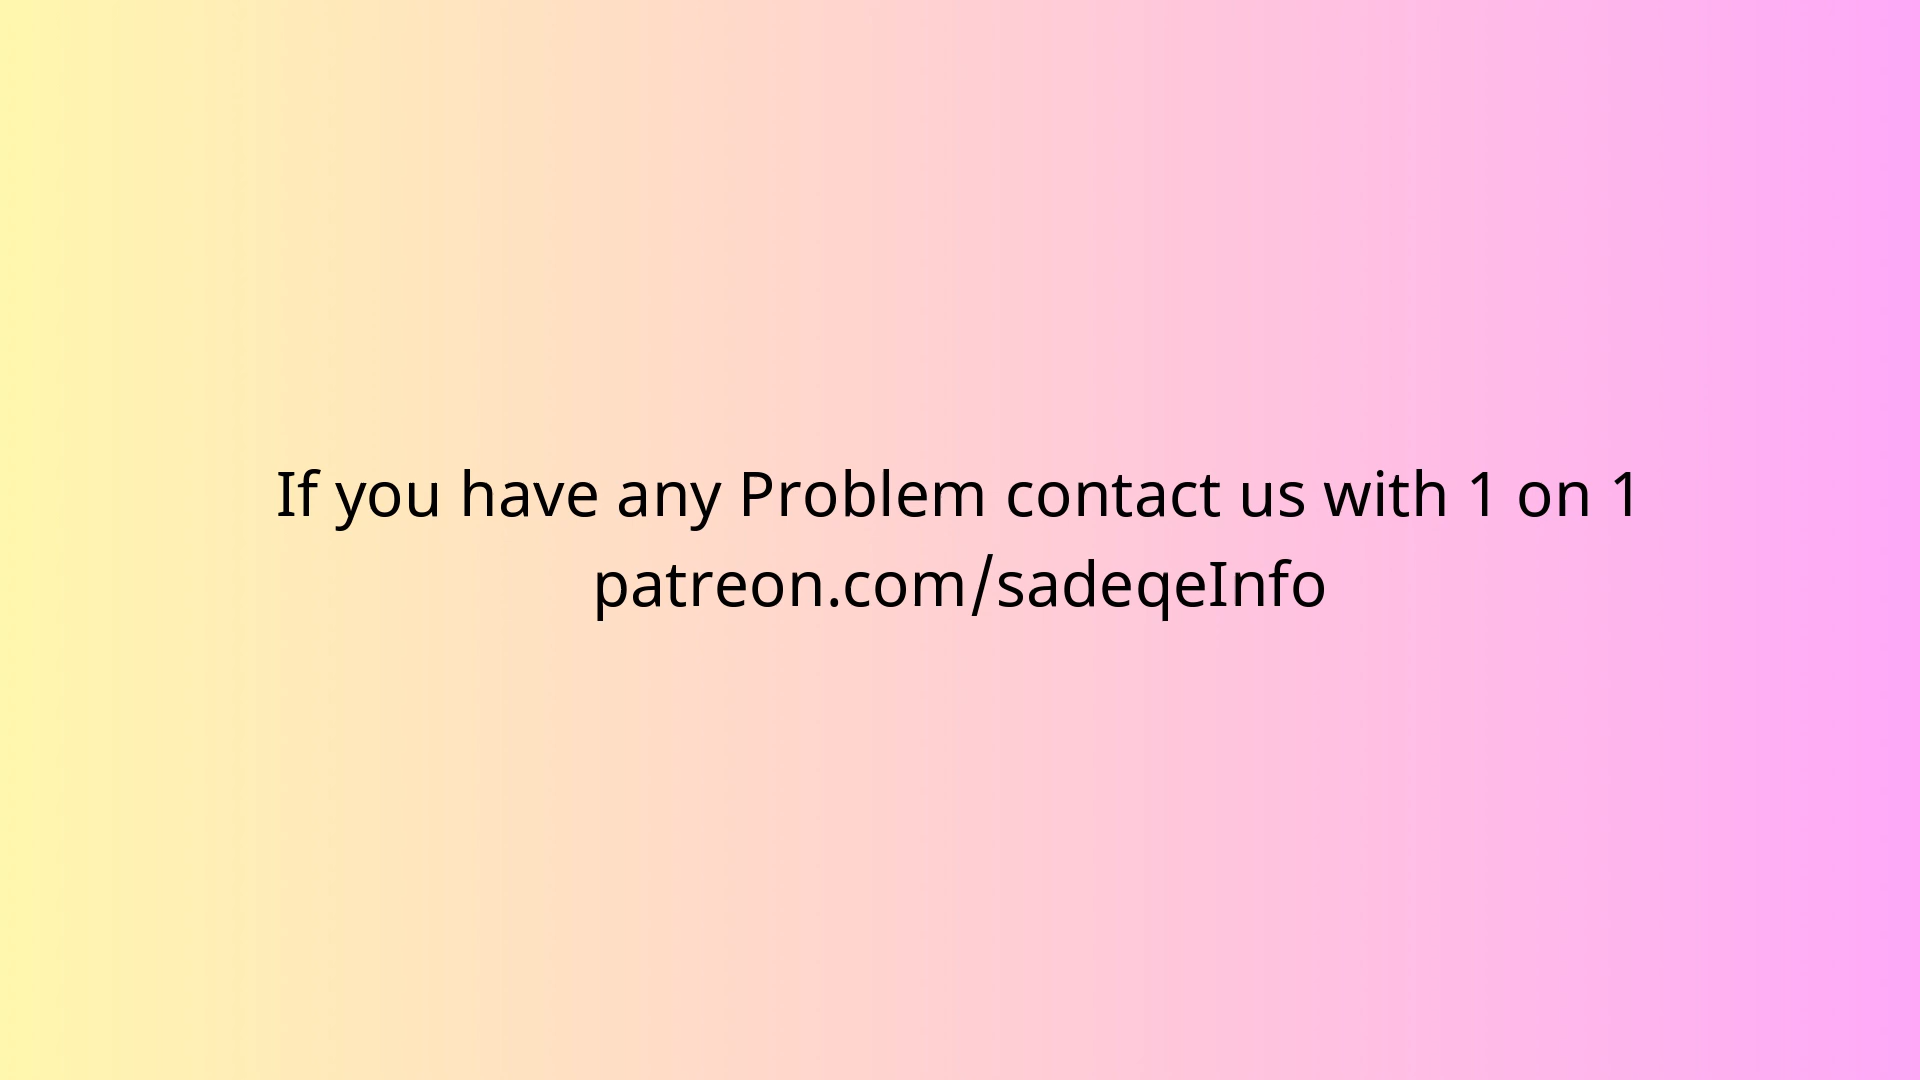 If you have any Problem contact us with 1 on 1
patreon.com/sadeqeInfo